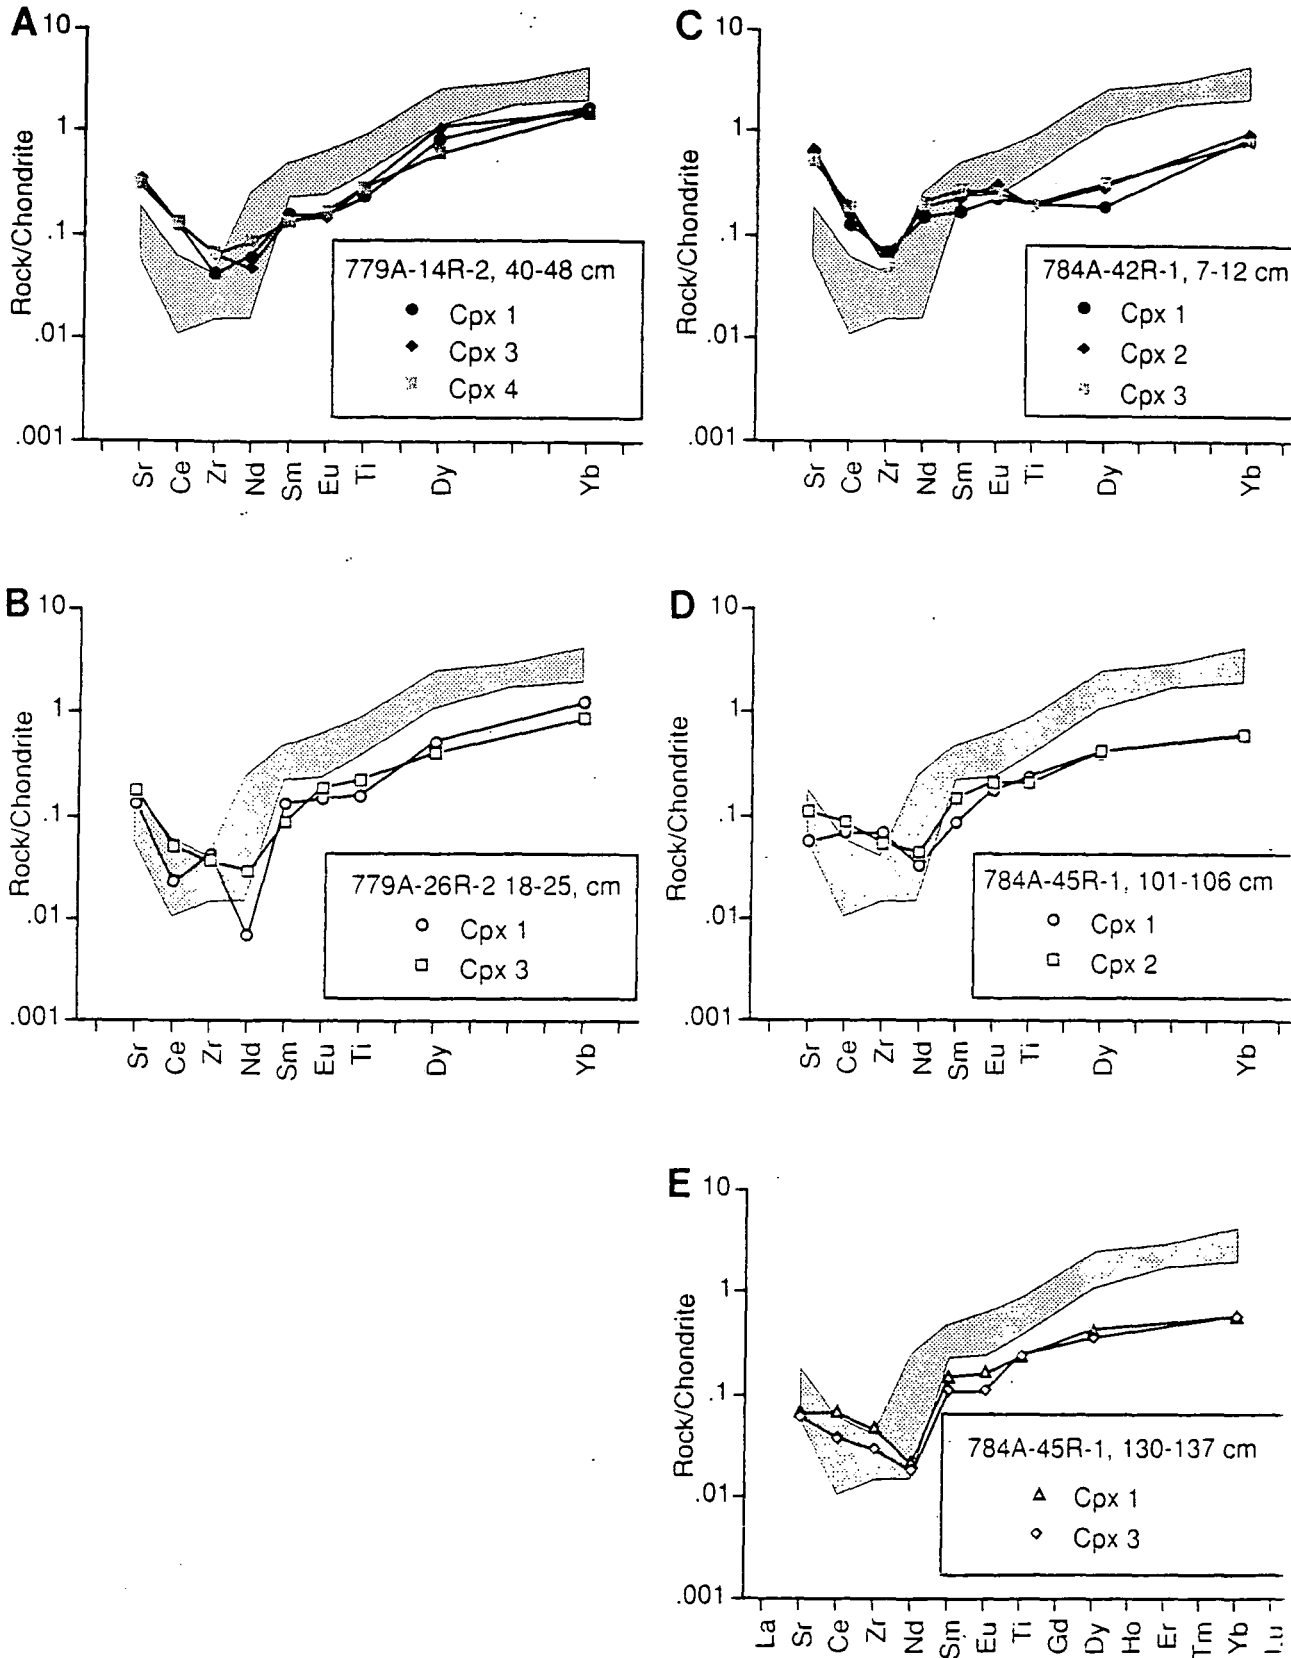 A
10
1
.1
.01
.001
Rock/Chondrite
779A-14R-2, 40-48 cm
Cpx 1
Cpx 3
Cpx 4
Sr Ce Zr Nd Sm Eu Ti Dy Yb
C
10
1
.1
.01
.001
Rock/Chondrite
784A-42R-1, 7-12 cm
Cpx 1
Cpx 2
Cpx 3
Sr Ce Zr Nd Sm Eu Ti Dy Yb
B
10
1
.1
.01
.001
Rock/Chondrite
779A-26R-2 18-25, cm
Cpx 1
Cpx 3
Sr Ce Zr Nd Sm Eu Ti Dy Yb
D
10
1
.1
.01
.001
Rock/Chondrite
784A-45R-1, 101-106 cm
Cpx 1
Cpx 2
Sr Ce Zr Nd Sm Eu Ti Dy Yb
E
10
1
.1
.01
.001
Rock/Chondrite
784A-45R-1, 130-137 cm
Cpx 1
Cpx 3
La Sr Ce Zr Nd Sm Eu Ti Gd Dy Ho Er Tm Yb Lu